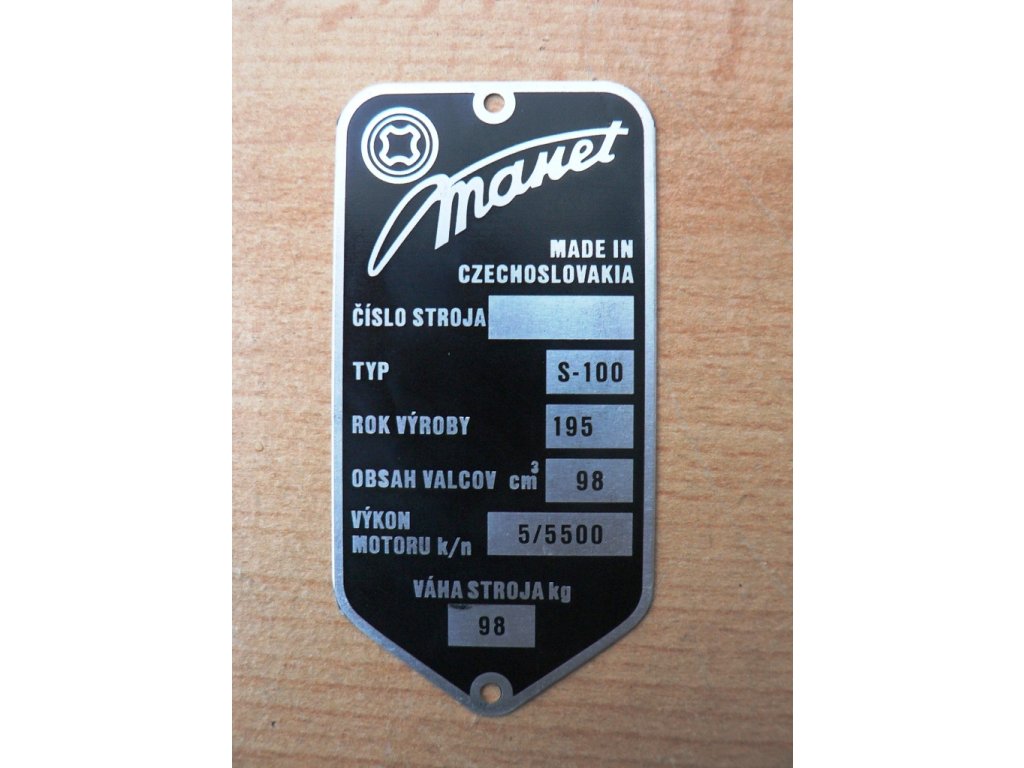 Manet
MADE IN
CZECHOSLOVAKIA
ČÍSLO STROJA
TYP S-100
ROK VÝROBY 195
OBSAH VALCOV cm³ 98
VÝKON
MOTORU k/n 5/5500
VÁHA STROJA kg
98